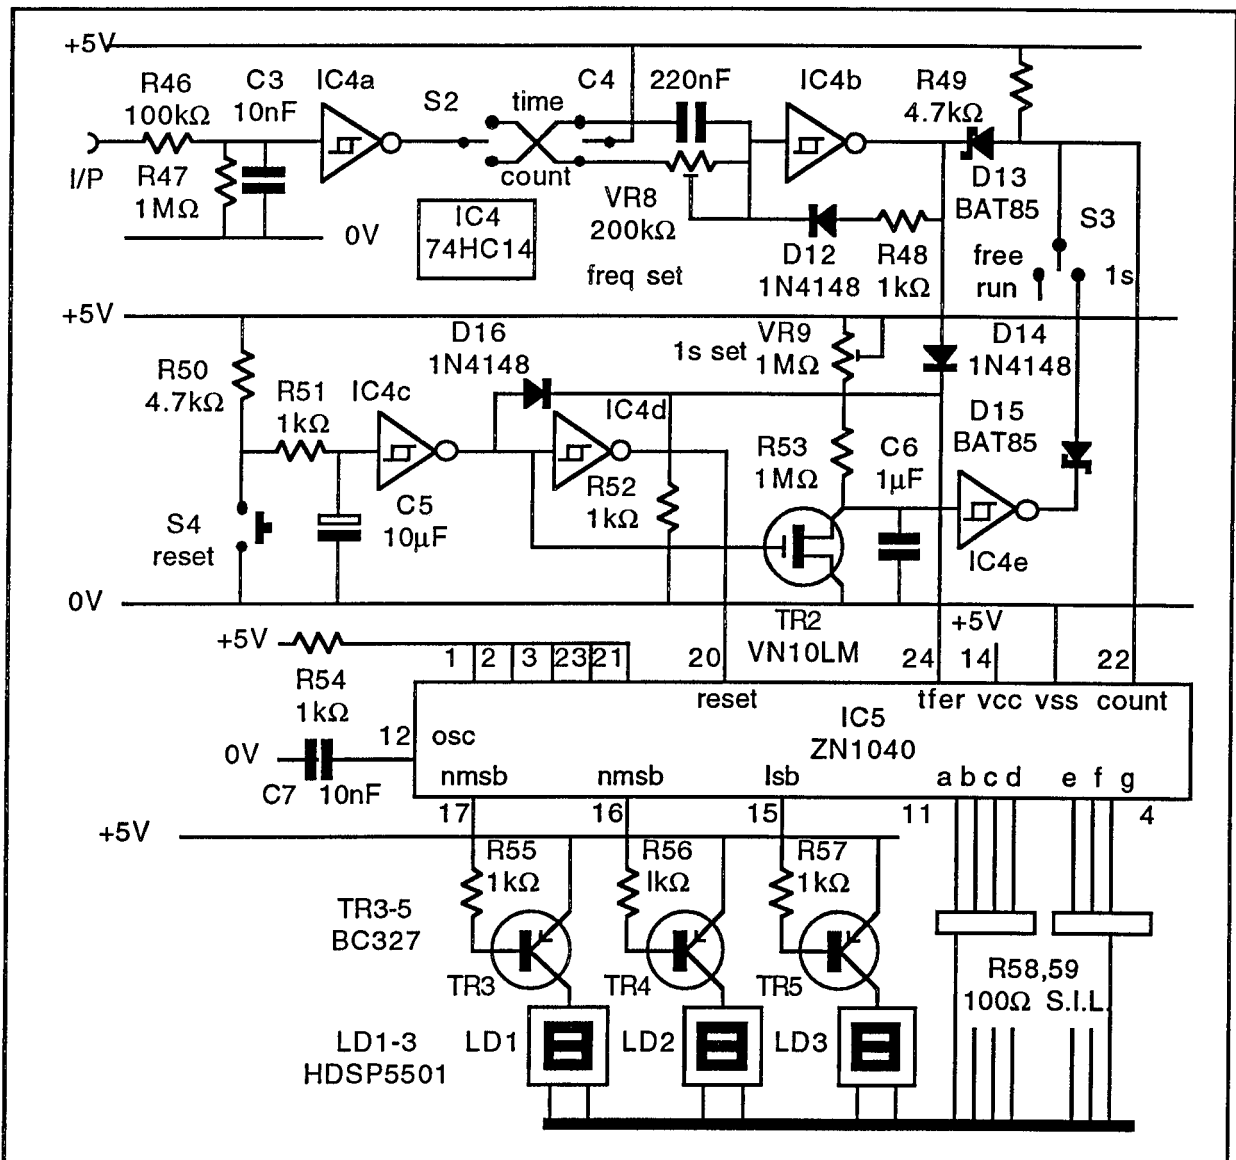 +5V
R46
100kΩ
C3
10nF
IC4a
S2
time
count
C4
220nF
IC4b
R49
4.7kΩ
I/P
R47
1MΩ
0V
IC4
74HC14
VR8
200kΩ
freq set
D12
1N4148
R48
1kΩ
D13
BAT85
S3
free
run
1s
+5V
R50
4.7kΩ
R51
1kΩ
IC4c
D16
1N4148
IC4d
1s set
VR9
1MΩ
D14
1N4148
D15
BAT85
S4
reset
C5
10µF
R52
1kΩ
R53
1MΩ
C6
1µF
IC4e
0V
TR2
VN10LM
+5V
R54
1kΩ
1
2
3
23
21
20
24
+5V
14
22
reset
tfer vcc vss count
IC5
ZN1040
0V
C7
10nF
12
osc
nmsb
nmsb
lsb
a b c d
e f g
17
16
15
11
4
+5V
R55
1kΩ
R56
lkΩ
R57
1kΩ
TR3-5
BC327
TR3
TR4
TR5
R58,59
100Ω S.I.L.
LD1-3
HDSP5501
LD1
LD2
LD3